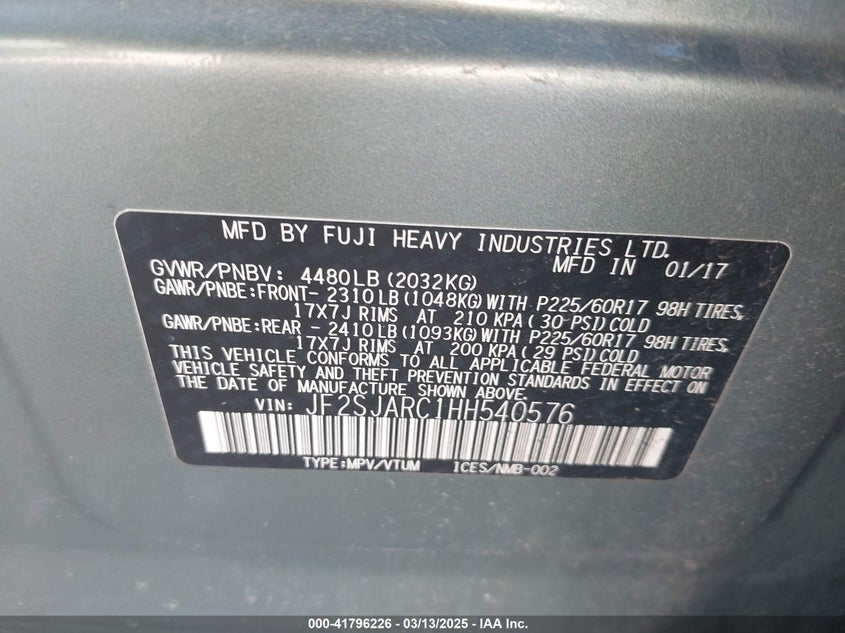 MFD BY FUJI HEAVY INDUSTRIES LTD.
MFD IN 01/17
GVWR/PNBV: 4480LB (2032KG)
GAWR/PNBE:FRONT- 2310LB (1048KG) WITH P225/60R17 98H TIRES,
17X7J RIMS AT 210 KPA (30 PSI) COLD
GAWR/PNBE:REAR - 2410LB (1093KG) WITH P225/60R17 98H TIRES,
17X7J RIMS AT 200 KPA (29 PSI) COLD
THIS VEHICLE CONFORMS TO ALL APPLICABLE FEDERAL MOTOR
VEHICLE SAFETY AND THEFT PREVENTION STANDARDS IN EFFECT ON
THE DATE OF MANUFACTURE SHOWN ABOVE.
VIN: JF2SJARC1HH540576
TYPE:MPV/VTUM ICES/NMB-002
000-41796226 / 03/13/2025 / IAA Inc.